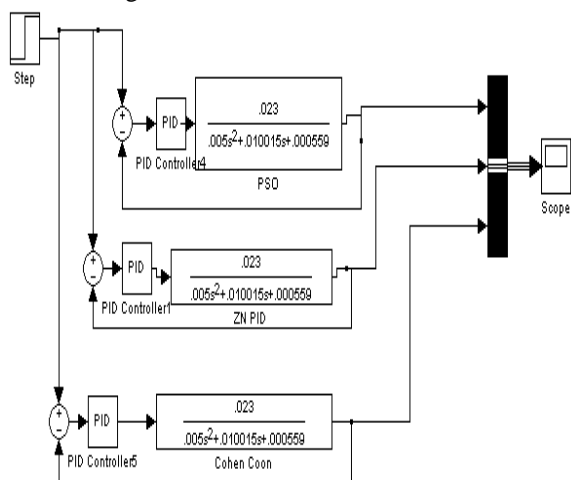 Step
+
−
PID
PID Controller4
.023
.005s²+.010015s+.000559
PSO
Scope
+
−
PID
PID Controller1
.023
.005s²+.010015s+.000559
ZN PID
+
−
PID
PID Controller5
.023
.005s²+.010015s+.000559
Cohen Coon